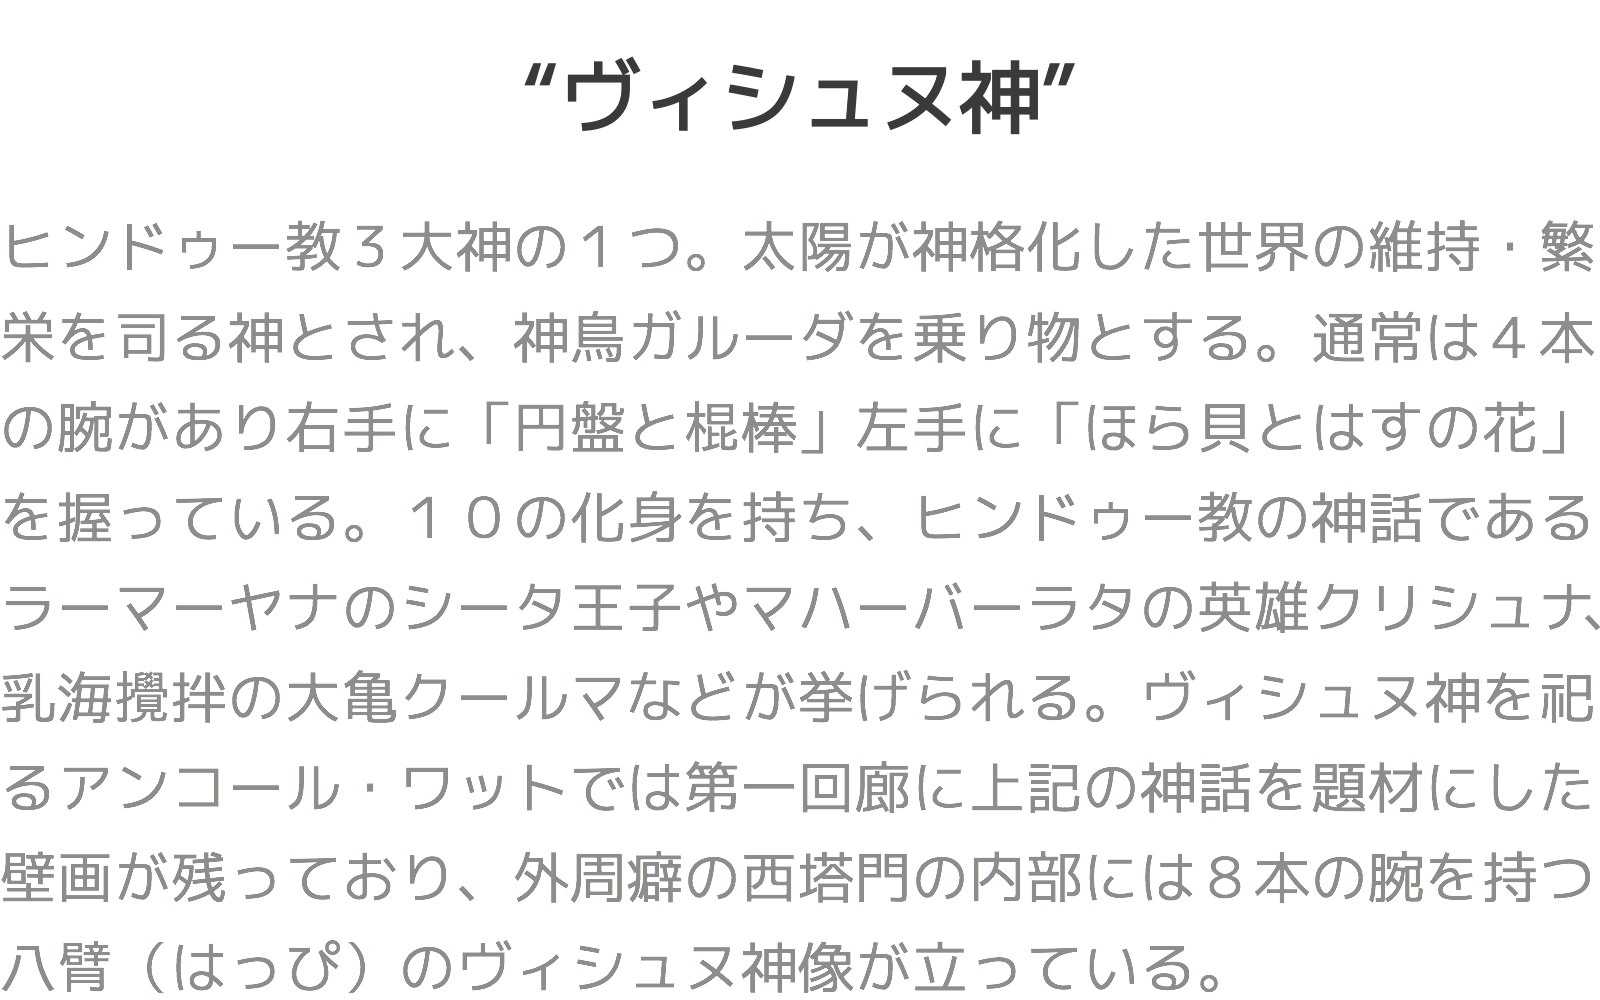 “ヴィシュヌ神”
ヒンドゥー教３大神の１つ。太陽が神格化した世界の維持・繁
栄を司る神とされ、神鳥ガルーダを乗り物とする。通常は４本
の腕があり右手に「円盤と棍棒」左手に「ほら貝とはすの花」
を握っている。１０の化身を持ち、ヒンドゥー教の神話である
ラーマーヤナのシータ王子やマハーバーラタの英雄クリシュナ、
乳海攪拌の大亀クールマなどが挙げられる。ヴィシュヌ神を祀
るアンコール・ワットでは第一回廊に上記の神話を題材にした
壁画が残っており、外周癖の西塔門の内部には８本の腕を持つ
八臂（はっぴ）のヴィシュヌ神像が立っている。